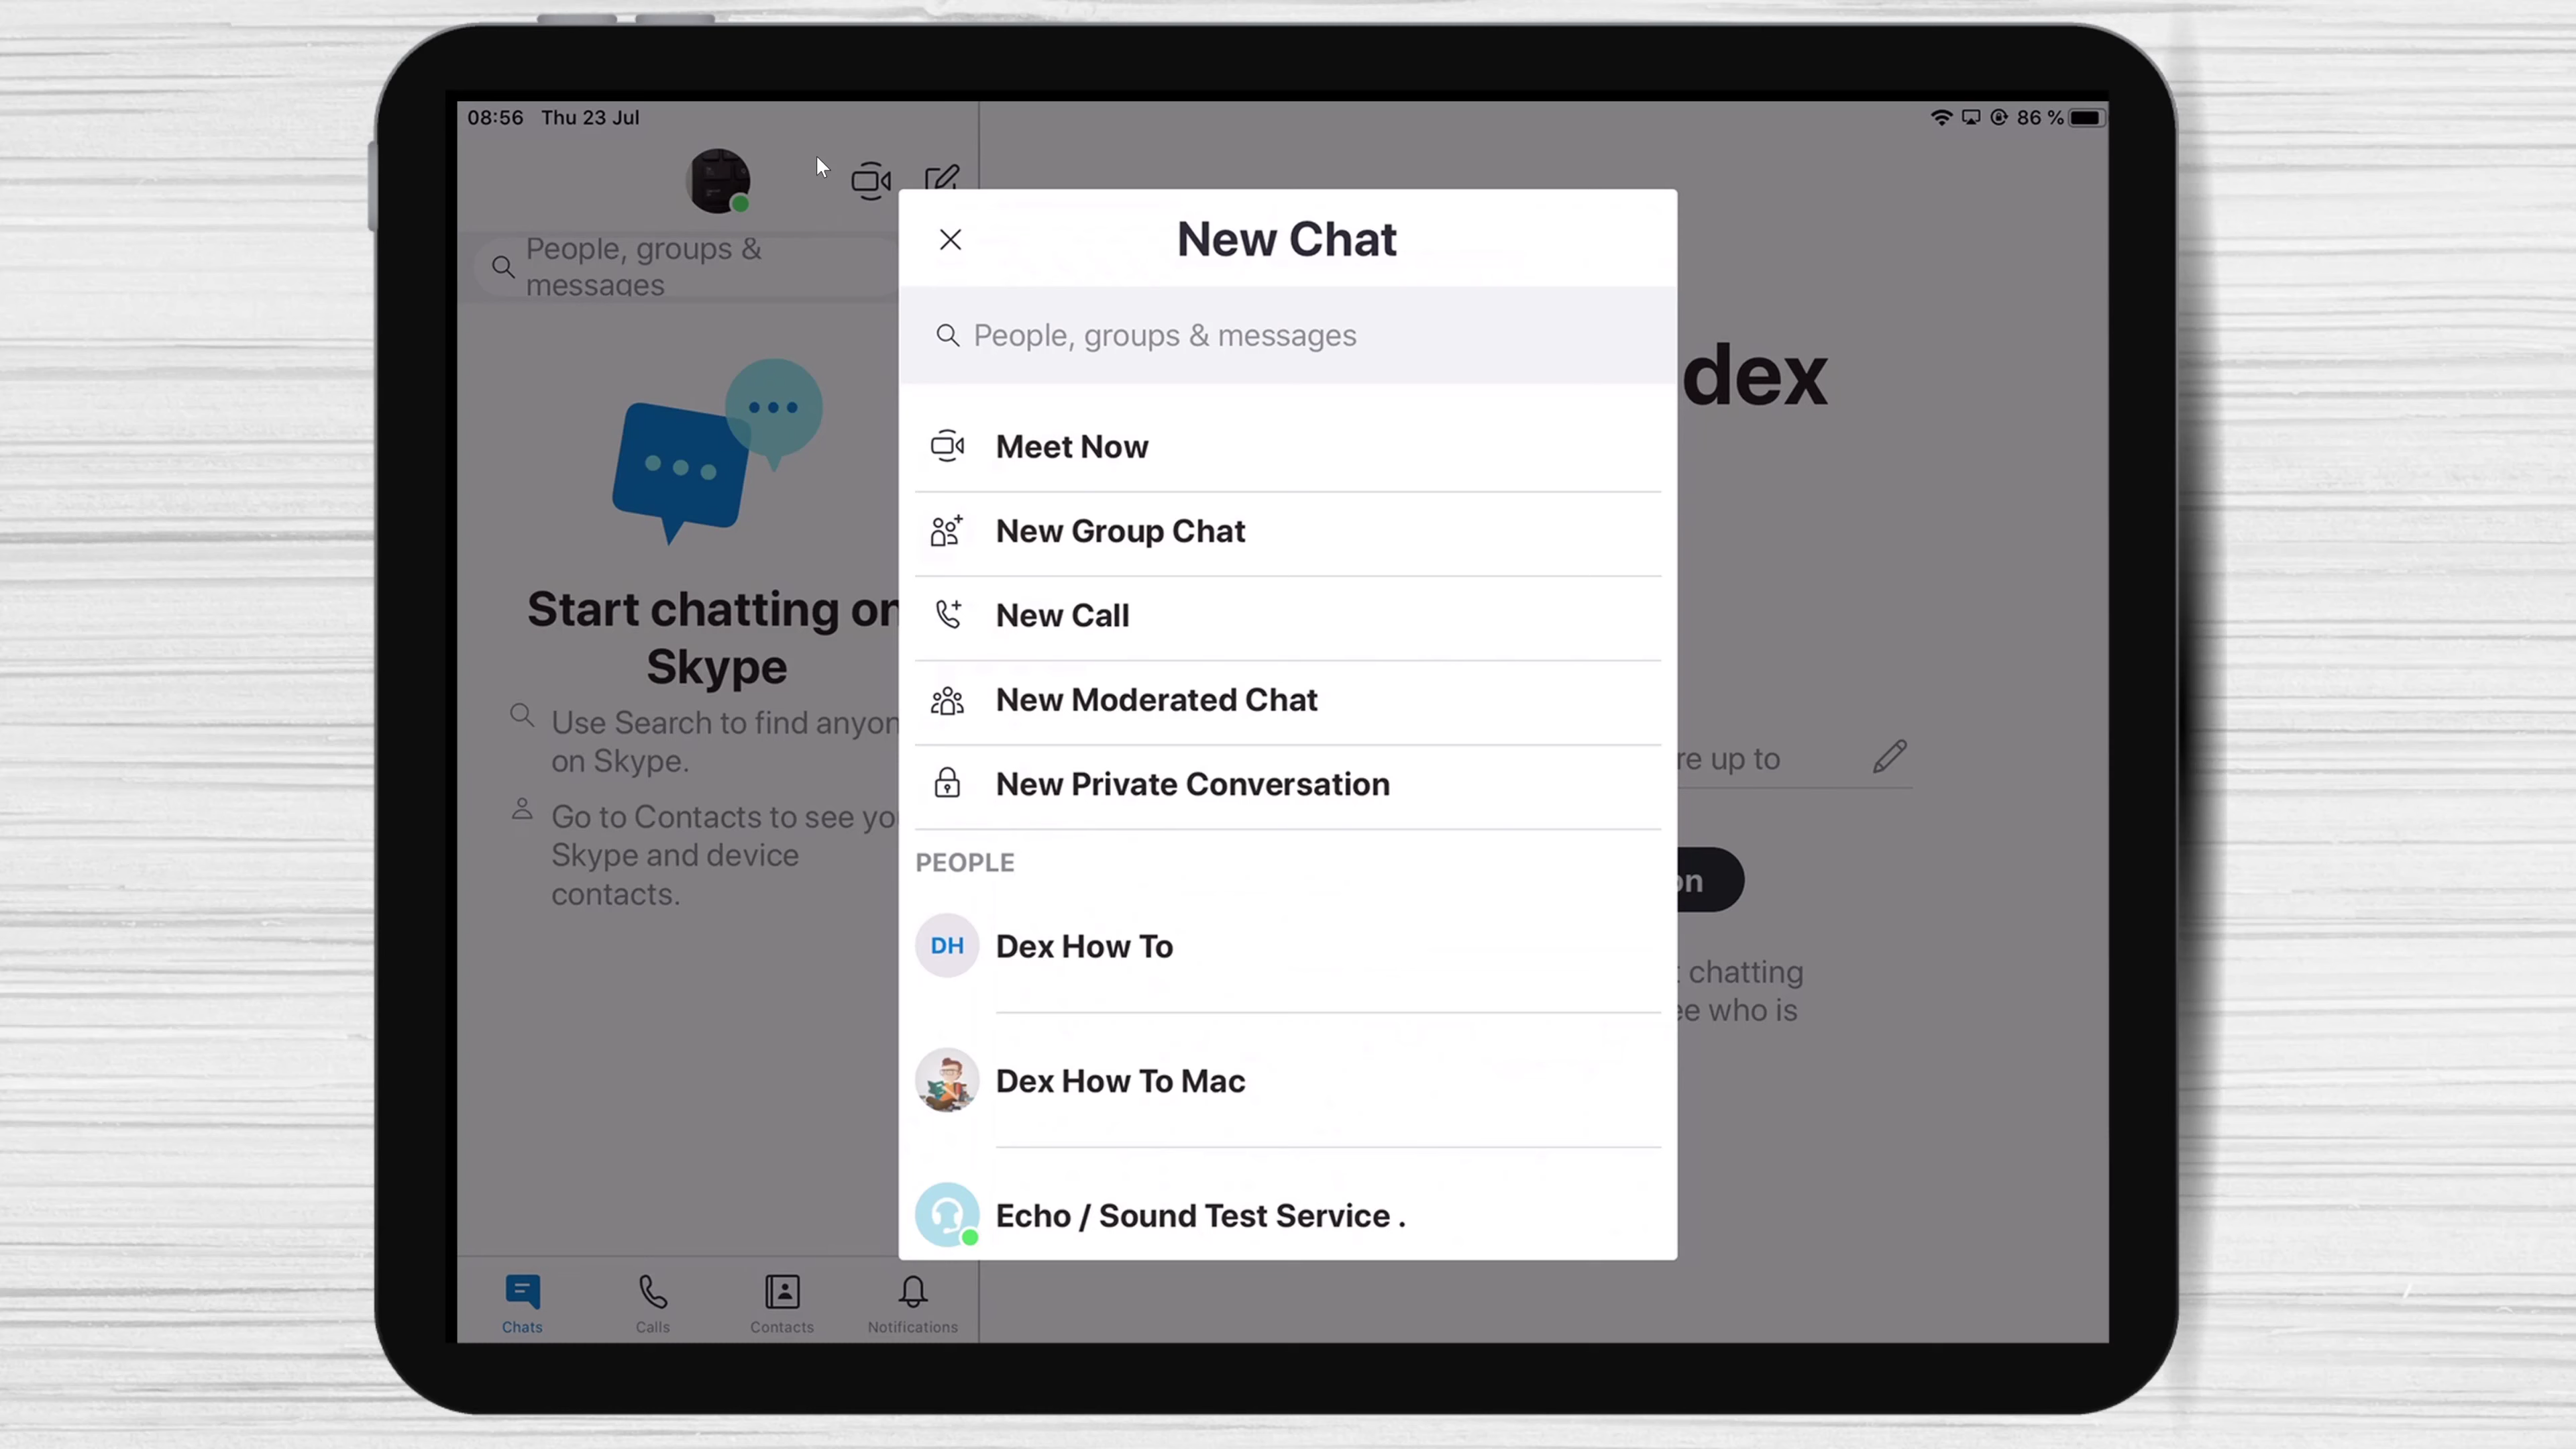 08:56 Thu 23 Jul
86 %
People, groups &
messages
Start chatting on
Skype
Use Search to find anyon
on Skype.
Go to Contacts to see yo
Skype and device
contacts.
Chats
Calls
Contacts
Notifications
New Chat
People, groups & messages
Meet Now
New Group Chat
New Call
New Moderated Chat
New Private Conversation
PEOPLE
DH Dex How To
Dex How To Mac
Echo / Sound Test Service .
dex
re up to
on
chatting
ee who is